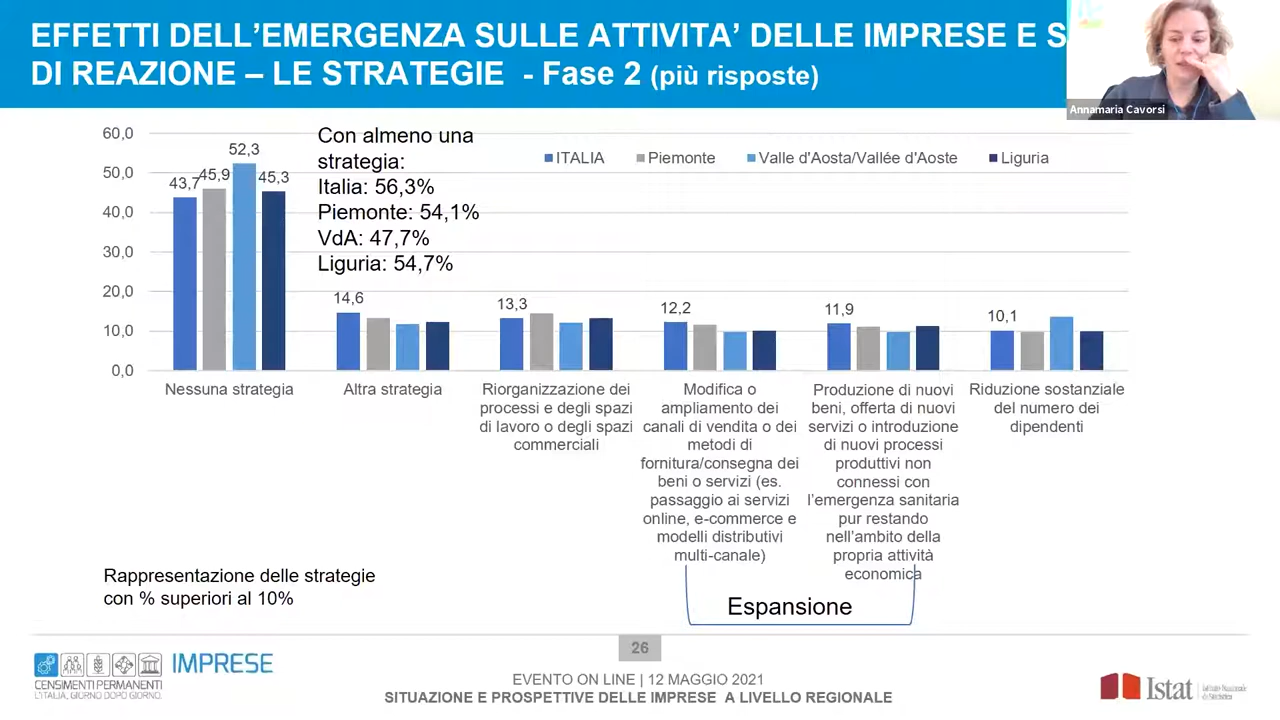 EFFETTI DELL’EMERGENZA SULLE ATTIVITA’ DELLE IMPRESE E S
DI REAZIONE – LE STRATEGIE - Fase 2 (più risposte)
Annamaria Cavorsi
60,0
50,0
40,0
30,0
20,0
10,0
0,0
Con almeno una
strategia:
Italia: 56,3%
Piemonte: 54,1%
VdA: 47,7%
Liguria: 54,7%
ITALIA
Piemonte
Valle d'Aosta/Vallée d'Aoste
Liguria
43,7
45,9
52,3
45,3
14,6
13,3
12,2
11,9
10,1
Nessuna strategia
Altra strategia
Riorganizzazione dei
processi e degli spazi
di lavoro o degli spazi
commerciali
Modifica o
ampliamento dei
canali di vendita o dei
metodi di
fornitura/consegna dei
beni o servizi (es.
passaggio ai servizi
online, e-commerce e
modelli distributivi
multi-canale)
Produzione di nuovi
beni, offerta di nuovi
servizi o introduzione
di nuovi processi
produttivi non
connessi con
l’emergenza sanitaria
pur restando
nell’ambito della
propria attività
economica
Riduzione sostanziale
del numero dei
dipendenti
Rappresentazione delle strategie
con % superiori al 10%
Espansione
26
IMPRESE
CENSIMENTI PERMANENTI
L'ITALIA, GIORNO DOPO GIORNO.
EVENTO ON LINE | 12 MAGGIO 2021
SITUAZIONE E PROSPETTIVE DELLE IMPRESE A LIVELLO REGIONALE
Istat
Istituto Nazionale
di Statistica